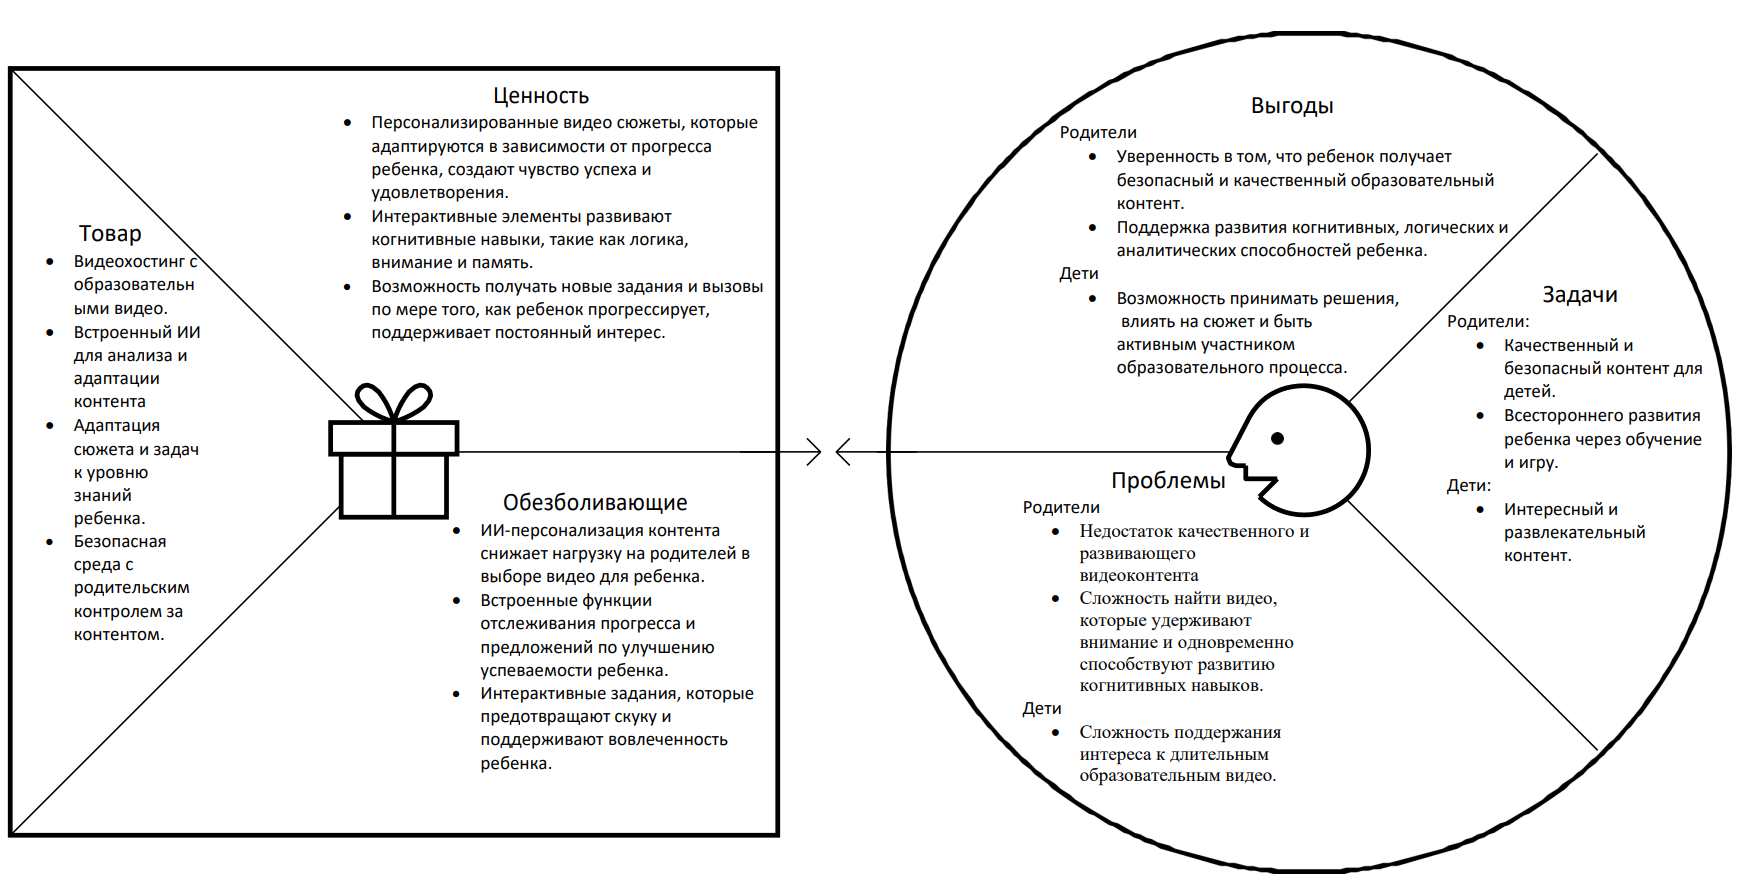 Ценность
Персонализированные видео сюжеты, которые
адаптируются в зависимости от прогресса
ребенка, создают чувство успеха и
удовлетворения.
Интерактивные элементы развивают
когнитивные навыки, такие как логика,
внимание и память.
Возможность получать новые задания и вызовы
по мере того, как ребенок прогрессирует,
поддерживает постоянный интерес.
Товар
Видеохостинг с
образовательн
ыми видео.
Встроенный ИИ
для анализа и
адаптации
контента
Адаптация
сюжета и задач
к уровню
знаний
ребенка.
Безопасная
среда с
родительским
контролем за
контентом.
Обезболивающие
ИИ-персонализация контента
снижает нагрузку на родителей в
выборе видео для ребенка.
Встроенные функции
отслеживания прогресса и
предложений по улучшению
успеваемости ребенка.
Интерактивные задания, которые
предотвращают скуку и
поддерживают вовлеченность
ребенка.
Выгоды
Родители
Уверенность в том, что ребенок получает
безопасный и качественный образовательный
контент.
Поддержка развития когнитивных, логических и
аналитических способностей ребенка.
Дети
Возможность принимать решения,
влиять на сюжет и быть
активным участником
образовательного процесса.
Задачи
Родители:
Качественный и
безопасный контент для
детей.
Всестороннего развития
ребенка через обучение
и игру.
Дети:
Интересный и
развлекательный
контент.
Проблемы
Родители
Недостаток качественного и
развивающего
видеоконтента
Сложность найти видео,
которые удерживают
внимание и одновременно
способствуют развитию
когнитивных навыков.
Дети
Сложность поддержания
интереса к длительным
образовательным видео.